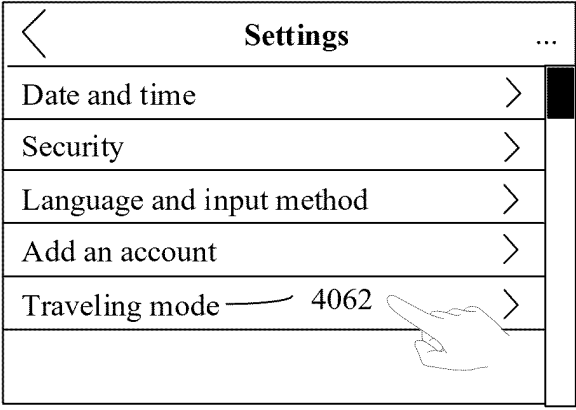 Settings
...
Date and time
Security
Language and input method
Add an account
Traveling mode 4062